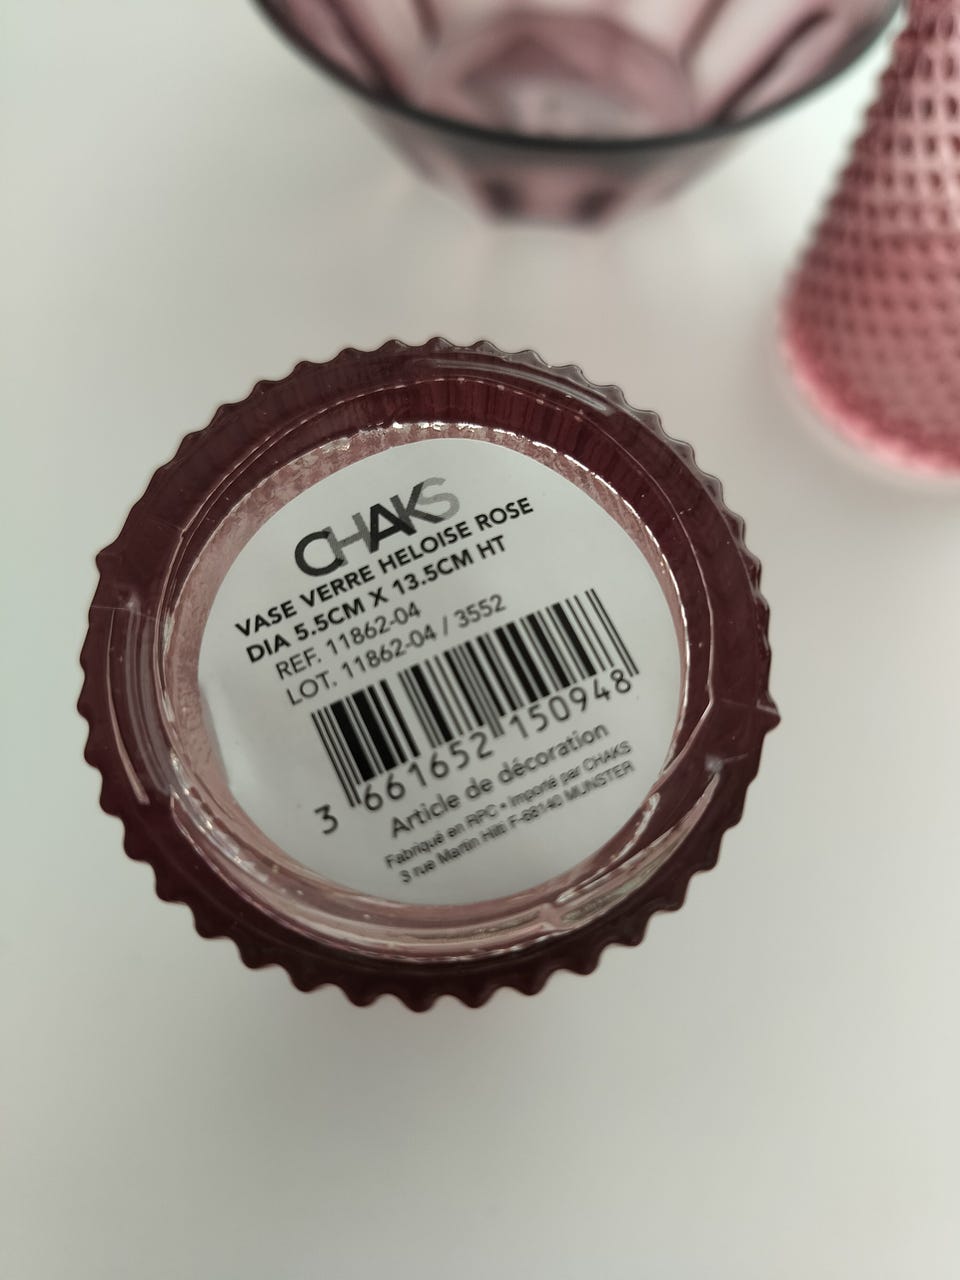 CHAKS
VASE VERRE HELOISE ROSE
DIA 5.5CM X 13.5CM HT
REF. 11862-04
LOT. 11862-04 / 3552
3 661652 150948
Article de décoration
Fabriqué en RPC • Importé par CHAKS
3 rue Martin Hilti F-68140 MUNSTER